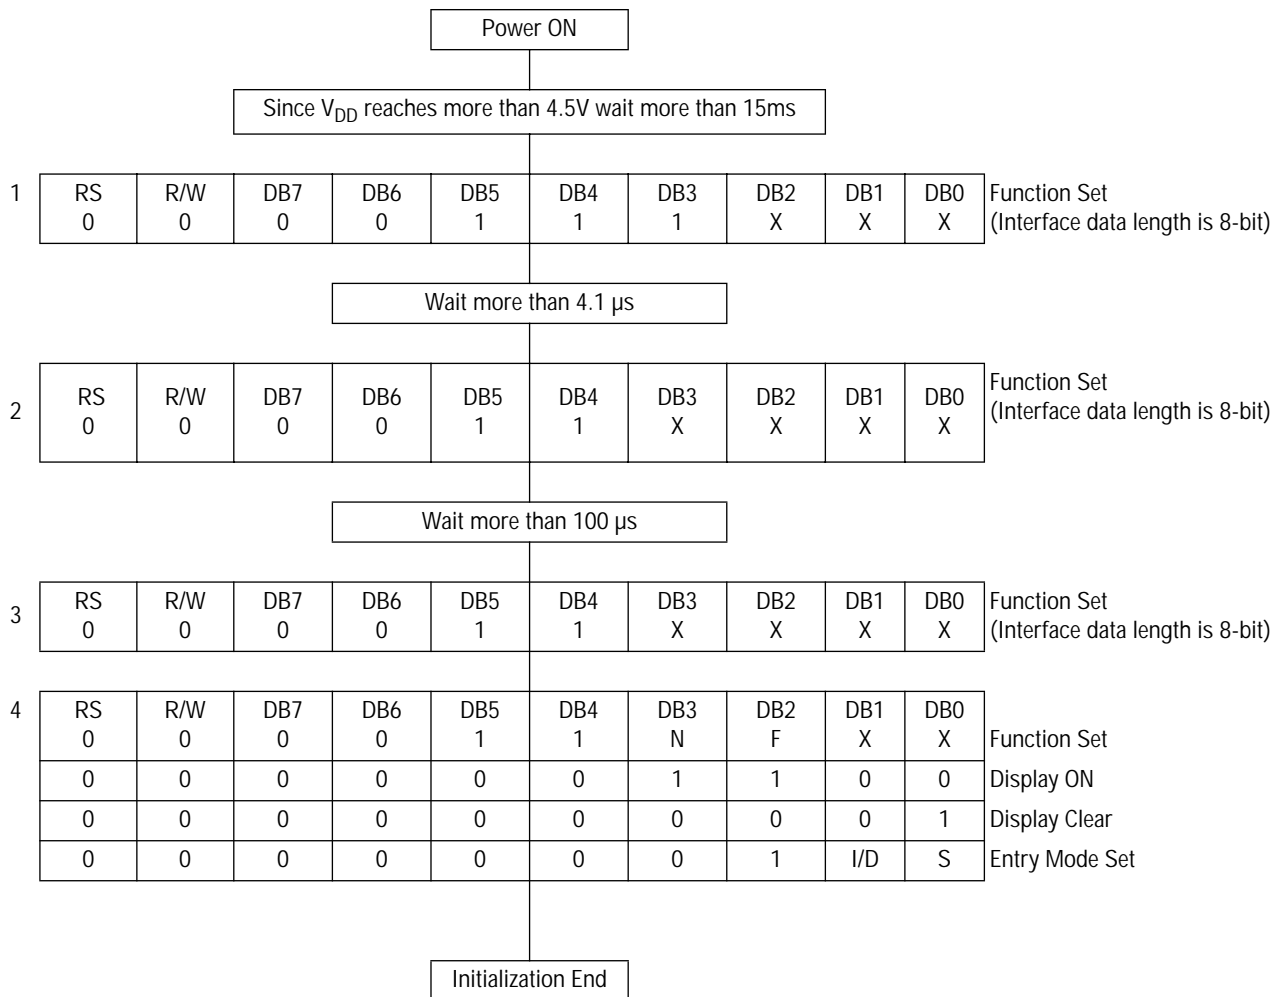 Power ON
Since VDD reaches more than 4.5V wait more than 15ms
1 RS R/W DB7 DB6 DB5 DB4 DB3 DB2 DB1 DB0 Function Set
0 0 0 0 1 1 1 X X X (Interface data length is 8-bit)
Wait more than 4.1 µs
Function Set
2 RS R/W DB7 DB6 DB5 DB4 DB3 DB2 DB1 DB0 (Interface data length is 8-bit)
0 0 0 0 1 1 X X X X
Wait more than 100 µs
3 RS R/W DB7 DB6 DB5 DB4 DB3 DB2 DB1 DB0 Function Set
0 0 0 0 1 1 X X X X (Interface data length is 8-bit)
4 RS R/W DB7 DB6 DB5 DB4 DB3 DB2 DB1 DB0
0 0 0 0 1 1 N F X X Function Set
0 0 0 0 0 0 1 1 0 0 Display ON
0 0 0 0 0 0 0 0 0 1 Display Clear
0 0 0 0 0 0 0 1 I/D S Entry Mode Set
Initialization End